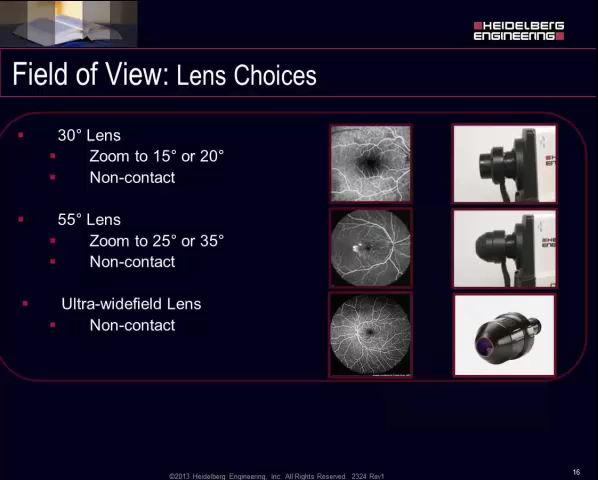 HEIDELBERG
ENGINEERING
Field of View: Lens Choices
30° Lens
Zoom to 15° or 20°
Non-contact
55° Lens
Zoom to 25° or 35°
Non-contact
Ultra-widefield Lens
Non-contact
©2013 Heidelberg Engineering, Inc. All Rights Reserved. 2324 Rev1
16